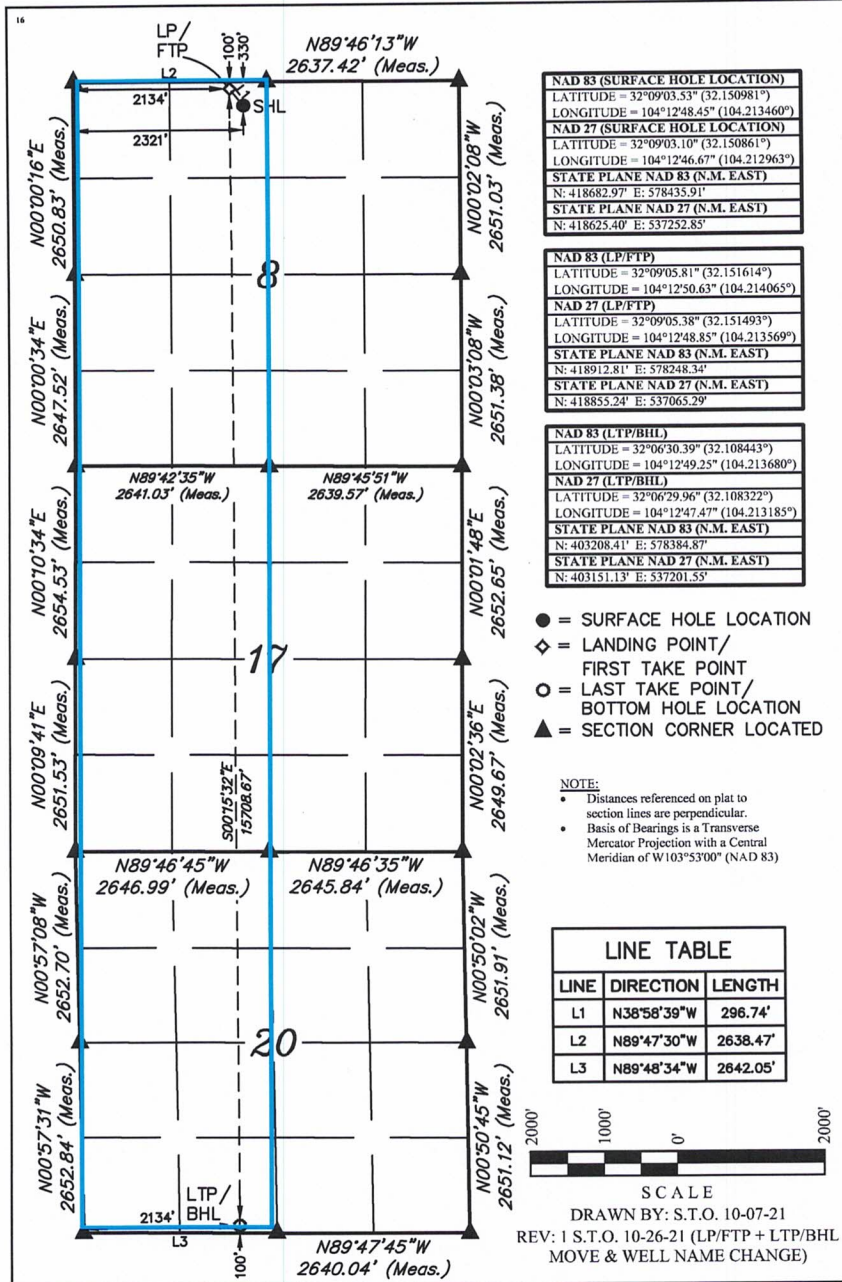 16
LP/
FTP
100'
330'
N89°46'13"W
2637.42' (Meas.)
L2
2134'
L1
SHL
2321'
N00°00'16"E
2650.83' (Meas.)
N00°02'08"W
2651.03' (Meas.)
8
N00°00'34"E
2647.52' (Meas.)
N00°03'08"W
2651.38' (Meas.)
N89°42'35"W
2641.03' (Meas.)
N89°45'51"W
2639.57' (Meas.)
N00°10'34"E
2654.53' (Meas.)
N00°01'48"E
2652.65' (Meas.)
17
N00°09'41"E
2651.53' (Meas.)
N00°02'36"W
2649.67' (Meas.)
S00°15'32"E
15708.67'
N89°46'45"W
2646.99' (Meas.)
N89°46'35"W
2645.84' (Meas.)
N00°57'08"W
2652.70' (Meas.)
N00°50'02"W
2651.91' (Meas.)
20
N00°57'31"W
2652.84' (Meas.)
N00°50'45"W
2651.12' (Meas.)
LTP/
BHL
2134'
L3
100'
N89°47'45"W
2640.04' (Meas.)
NAD 83 (SURFACE HOLE LOCATION)
LATITUDE = 32°09'03.53" (32.150981°)
LONGITUDE = 104°12'48.45" (104.213460°)
NAD 27 (SURFACE HOLE LOCATION)
LATITUDE = 32°09'03.10" (32.150861°)
LONGITUDE = 104°12'46.67" (104.212963°)
STATE PLANE NAD 83 (N.M. EAST)
N: 418682.97' E: 578435.91'
STATE PLANE NAD 27 (N.M. EAST)
N: 418625.40' E: 537252.85'
NAD 83 (LP/FTP)
LATITUDE = 32°09'05.81" (32.151614°)
LONGITUDE = 104°12'50.63" (104.214065°)
NAD 27 (LP/FTP)
LATITUDE = 32°09'05.38" (32.151493°)
LONGITUDE = 104°12'48.85" (104.213569°)
STATE PLANE NAD 83 (N.M. EAST)
N: 418912.81' E: 578248.34'
STATE PLANE NAD 27 (N.M. EAST)
N: 418855.24' E: 537065.29'
NAD 83 (LTP/BHL)
LATITUDE = 32°06'30.39" (32.108443°)
LONGITUDE = 104°12'49.25" (104.213680°)
NAD 27 (LTP/BHL)
LATITUDE = 32°06'29.96" (32.108322°)
LONGITUDE = 104°12'47.47" (104.213185°)
STATE PLANE NAD 83 (N.M. EAST)
N: 403208.41' E: 578384.87'
STATE PLANE NAD 27 (N.M. EAST)
N: 403151.13' E: 537201.55'
= SURFACE HOLE LOCATION
= LANDING POINT/
FIRST TAKE POINT
= LAST TAKE POINT/
BOTTOM HOLE LOCATION
= SECTION CORNER LOCATED
NOTE:
• Distances referenced on plat to
section lines are perpendicular.
• Basis of Bearings is a Transverse
Mercator Projection with a Central
Meridian of W103°53'00" (NAD 83)
LINE TABLE
LINE DIRECTION LENGTH
L1 N38°58'39"W 296.74'
L2 N89°47'30"W 2638.47'
L3 N89°48'34"W 2642.05'
2000' 1000' 0' 2000'
SCALE
DRAWN BY: S.T.O. 10-07-21
REV: 1 S.T.O. 10-26-21 (LP/FTP + LTP/BHL
MOVE & WELL NAME CHANGE)